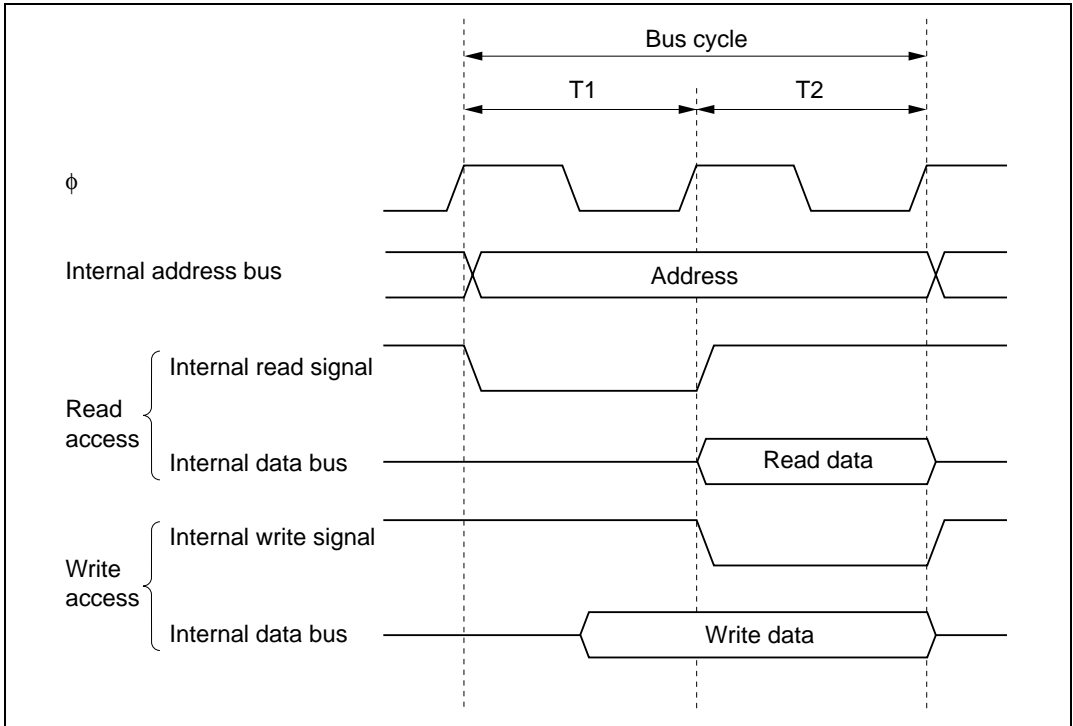 Bus cycle
T1
T2
ϕ
Internal address bus
Address
Internal read signal
Read
access
Internal data bus
Read data
Internal write signal
Write
access
Internal data bus
Write data